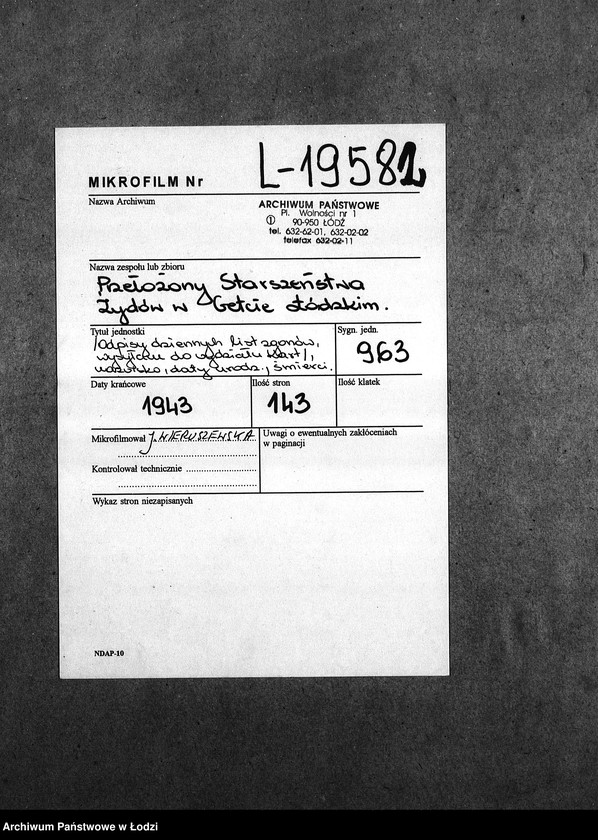 MIKROFILM Nr L-19582
Nazwa Archiwum
ARCHIWUM PAŃSTWOWE
Pl. Wolności nr 1
① 90-950 ŁÓDŹ
tel. 632-62-01, 632-02-02
telefax 632-02-11
Nazwa zespołu lub zbioru
Przełożony Starszeństwa
Żydów w Getcie Łódzkim.
Tytuł jednostki
/Odpisy dziennych list zgonów,
wysyłku do wydziału kart/,
nazwisko, daty urodz., śmierci.
Sygn. jedn.
963
Daty krańcowe
1943
Ilość stron
143
Ilość klatek
Mikrofilmował J. WIERUSZEWSKA
Kontrolował technicznie
Uwagi o ewentualnych zakłóceniach
w paginacji
Wykaz stron niezapisanych
NDAP-10
Archiwum Państwowe w Łodzi